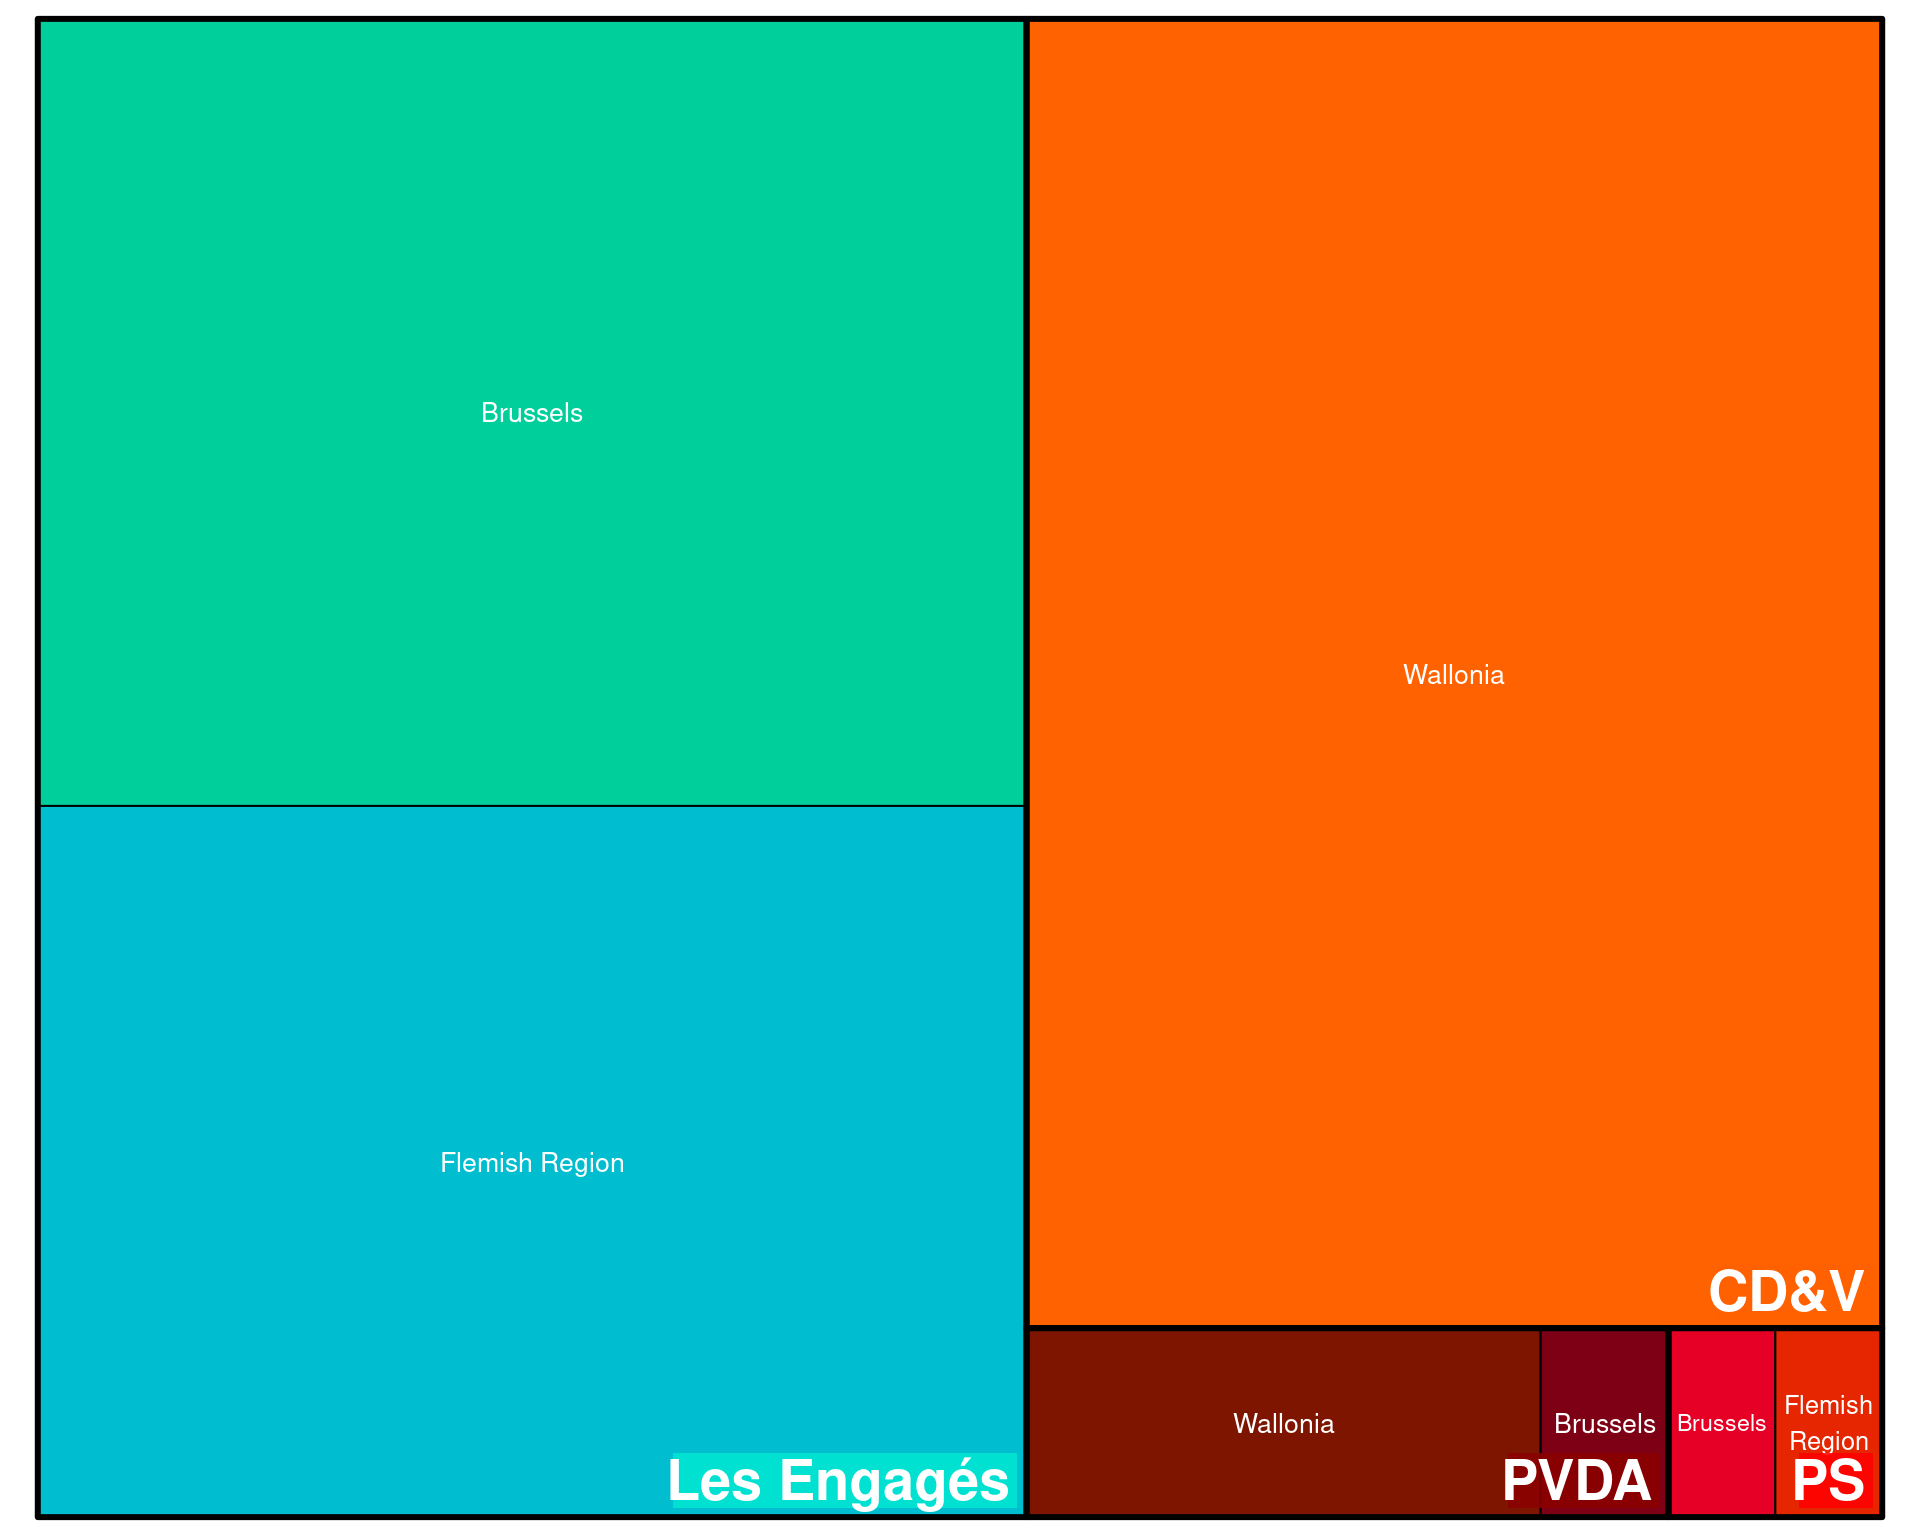 Brussels
Flemish Region
Les Engagés
Wallonia
CD&V
Wallonia
Brussels
PVDA
Brussels
Flemish
Region
PS